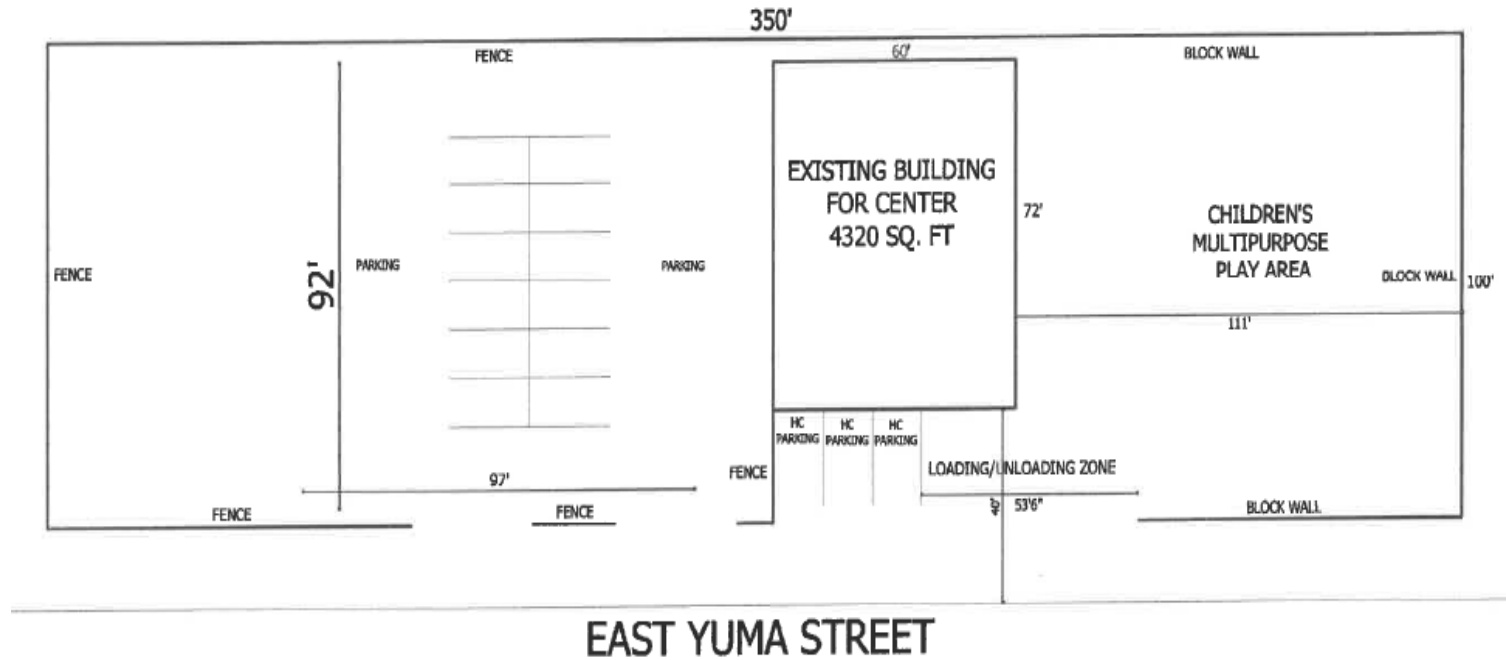 350'
FENCE
60'
BLOCK WALL
EXISTING BUILDING
FOR CENTER
4320 SQ. FT
72'
CHILDREN'S
MULTIPURPOSE
PLAY AREA
FENCE
92'
PARKING
PARKING
BLOCK WALL
100'
111'
HC
PARKING
HC
PARKING
HC
PARKING
FENCE
LOADING/UNLOADING ZONE
97'
40'
53'6"
FENCE
FENCE
BLOCK WALL
EAST YUMA STREET